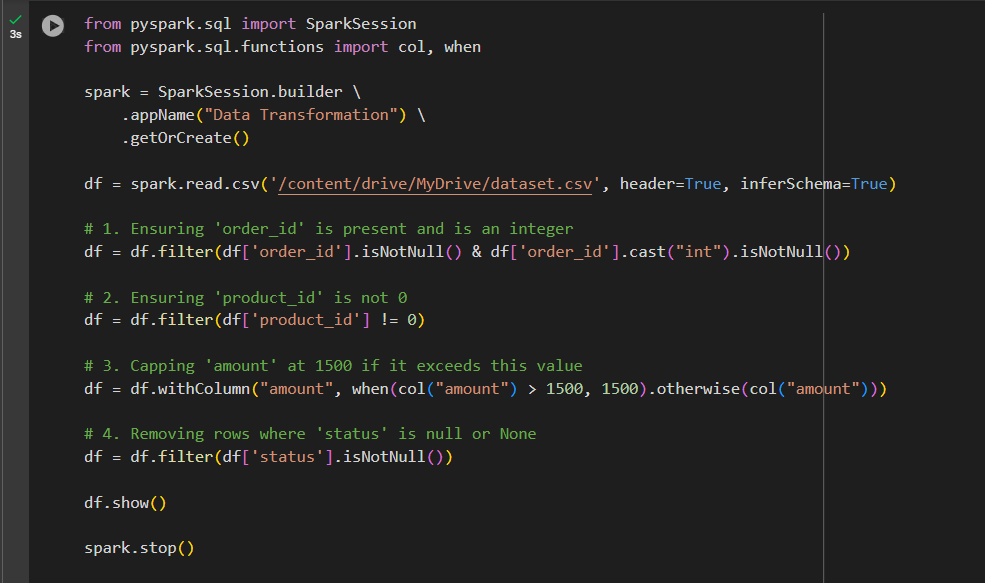 3s
from pyspark.sql import SparkSession
from pyspark.sql.functions import col, when
spark = SparkSession.builder \
    .appName("Data Transformation") \
    .getOrCreate()
df = spark.read.csv('/content/drive/MyDrive/dataset.csv', header=True, inferSchema=True)
# 1. Ensuring 'order_id' is present and is an integer
df = df.filter(df['order_id'].isNotNull() & df['order_id'].cast("int").isNotNull())
# 2. Ensuring 'product_id' is not 0
df = df.filter(df['product_id'] != 0)
# 3. Capping 'amount' at 1500 if it exceeds this value
df = df.withColumn("amount", when(col("amount") > 1500, 1500).otherwise(col("amount")))
# 4. Removing rows where 'status' is null or None
df = df.filter(df['status'].isNotNull())
df.show()
spark.stop()